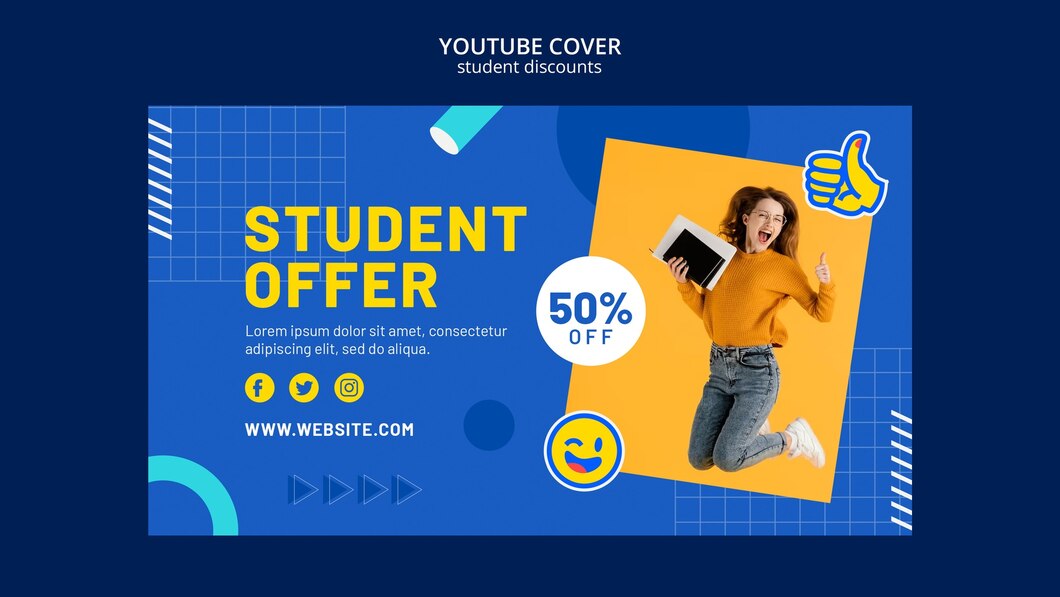 YOUTUBE COVER
student discounts
STUDENT
OFFER
Lorem ipsum dolor sit amet, consectetur
adipiscing elit, sed do aliqua.
WWW.WEBSITE.COM
50%
OFF